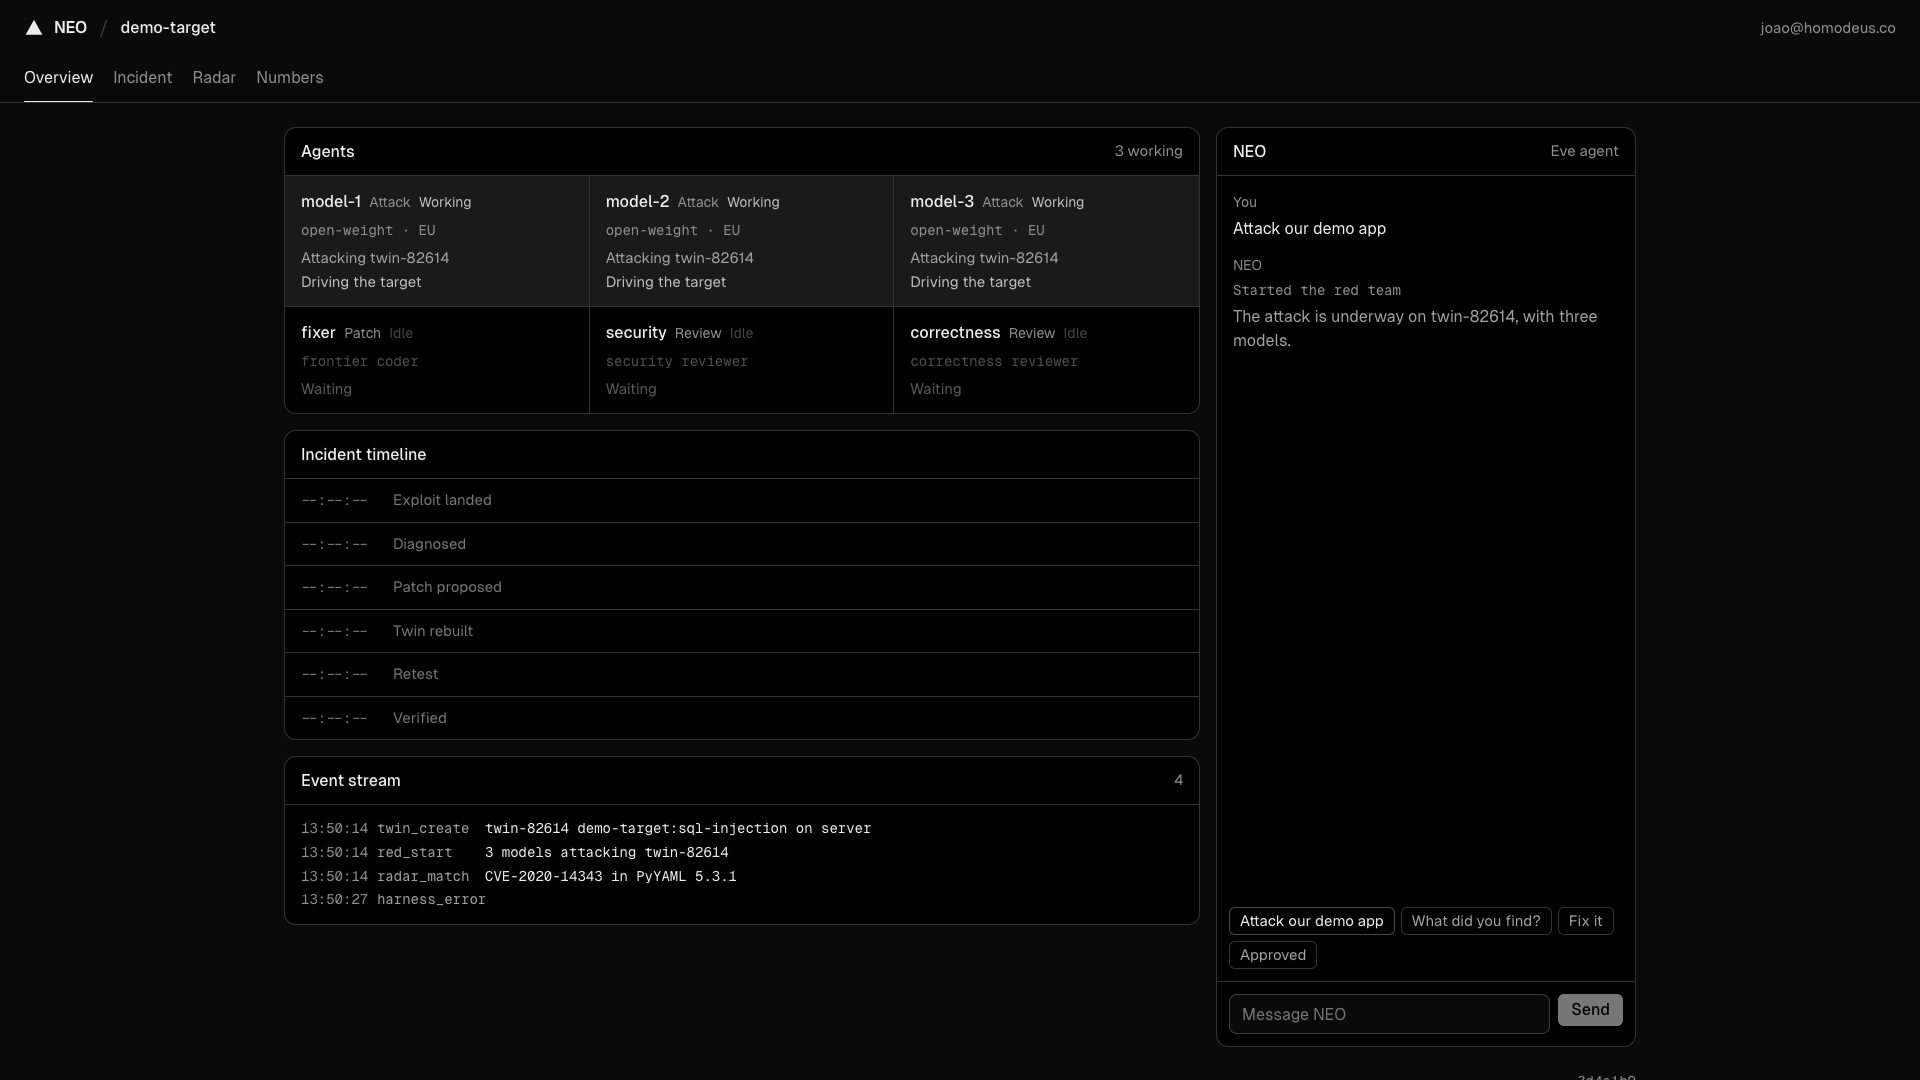 NEO / demo-target
joao@homodeus.co
Overview Incident Radar Numbers
Agents 3 working
model-1 Attack Working
open-weight · EU
Attacking twin-82614
Driving the target
model-2 Attack Working
open-weight · EU
Attacking twin-82614
Driving the target
model-3 Attack Working
open-weight · EU
Attacking twin-82614
Driving the target
fixer Patch Idle
frontier coder
Waiting
security Review Idle
security reviewer
Waiting
correctness Review Idle
correctness reviewer
Waiting
Incident timeline
--:--:-- Exploit landed
--:--:-- Diagnosed
--:--:-- Patch proposed
--:--:-- Twin rebuilt
--:--:-- Retest
--:--:-- Verified
Event stream 4
13:50:14 twin_create twin-82614 demo-target:sql-injection on server
13:50:14 red_start 3 models attacking twin-82614
13:50:14 radar_match CVE-2020-14343 in PyYAML 5.3.1
13:50:27 harness_error
NEO Eve agent
You
Attack our demo app
NEO
Started the red team
The attack is underway on twin-82614, with three
models.
Attack our demo app What did you find? Fix it
Approved
Message NEO Send